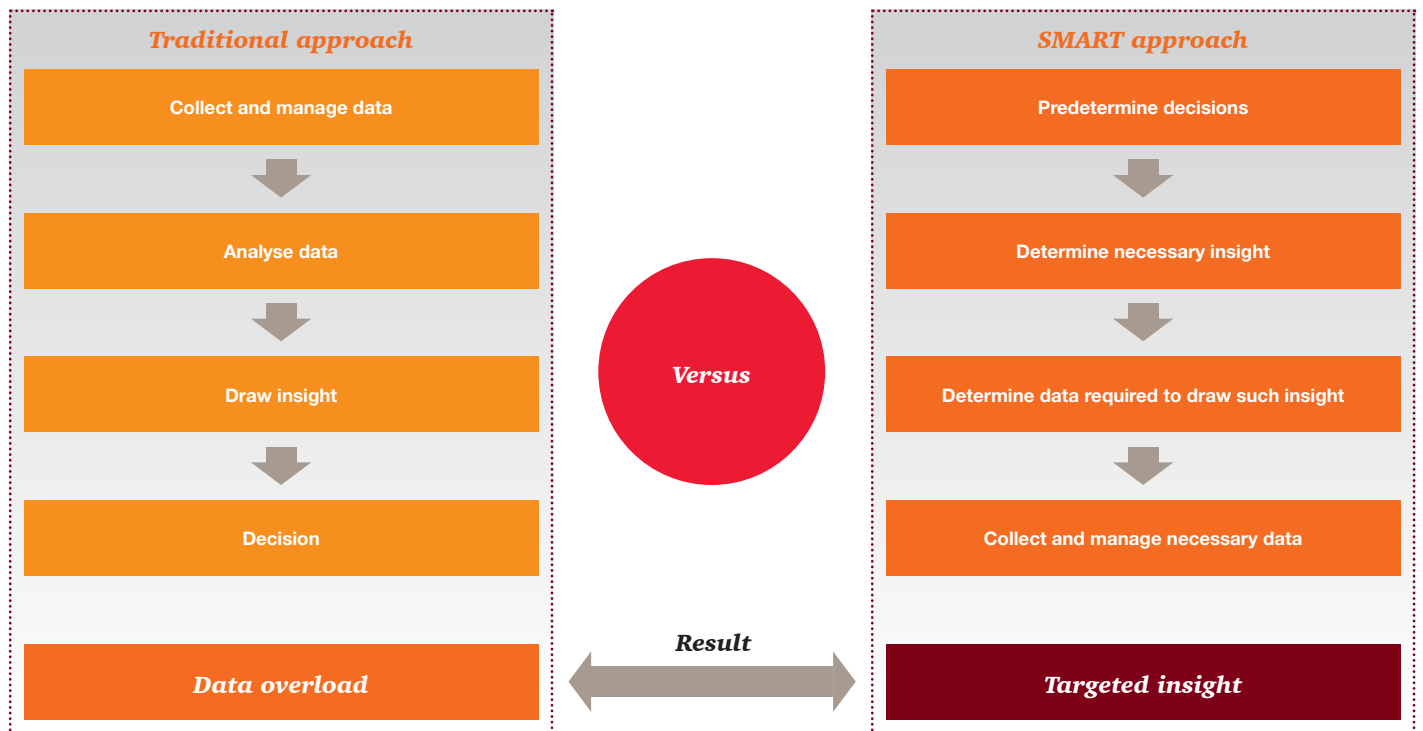 Traditional approach
Collect and manage data
Analyse data
Draw insight
Decision
Data overload
Versus
Result
SMART approach
Predetermine decisions
Determine necessary insight
Determine data required to draw such insight
Collect and manage necessary data
Targeted insight